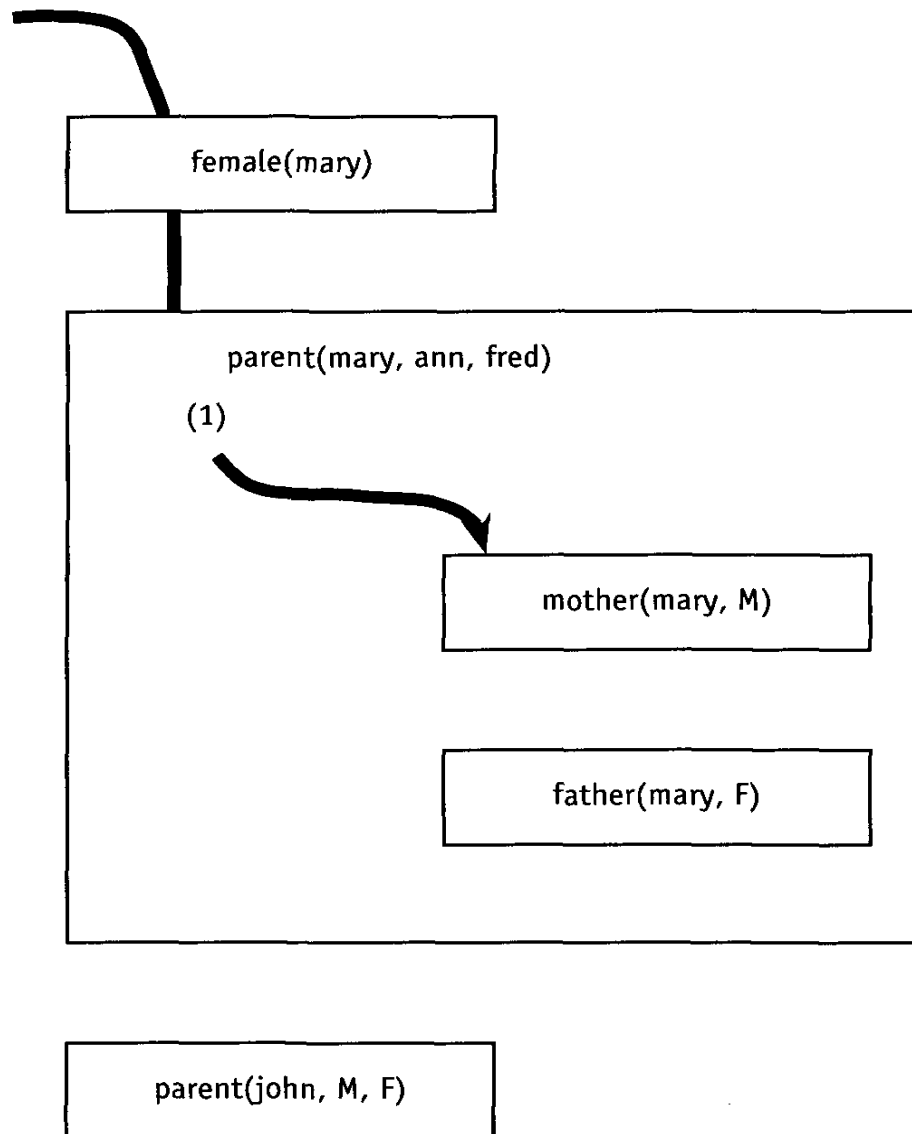 female(mary)
parent(mary, ann, fred)
(1)
mother(mary, M)
father(mary, F)
parent(john, M, F)